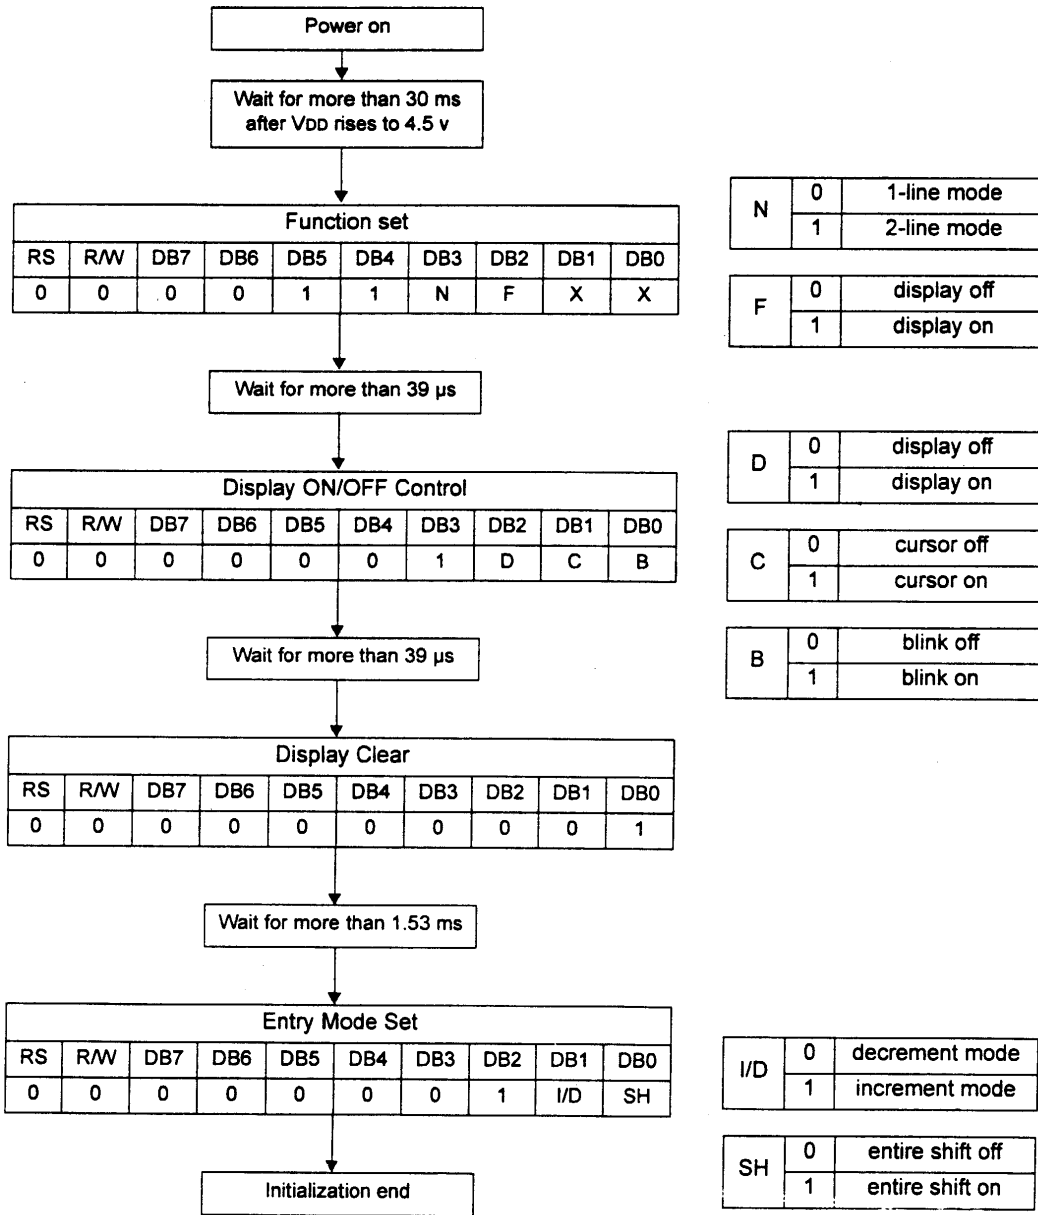 Power on
Wait for more than 30 ms
after VDD rises to 4.5 v
Function set
RS R/W DB7 DB6 DB5 DB4 DB3 DB2 DB1 DB0
0 0 0 0 1 1 N F X X
N 0 1-line mode
1 2-line mode
F 0 display off
1 display on
Wait for more than 39 µs
Display ON/OFF Control
RS R/W DB7 DB6 DB5 DB4 DB3 DB2 DB1 DB0
0 0 0 0 0 0 1 D C B
D 0 display off
1 display on
C 0 cursor off
1 cursor on
B 0 blink off
1 blink on
Wait for more than 39 µs
Display Clear
RS R/W DB7 DB6 DB5 DB4 DB3 DB2 DB1 DB0
0 0 0 0 0 0 0 0 0 1
Wait for more than 1.53 ms
Entry Mode Set
RS R/W DB7 DB6 DB5 DB4 DB3 DB2 DB1 DB0
0 0 0 0 0 0 0 1 I/D SH
I/D 0 decrement mode
1 increment mode
SH 0 entire shift off
1 entire shift on
Initialization end